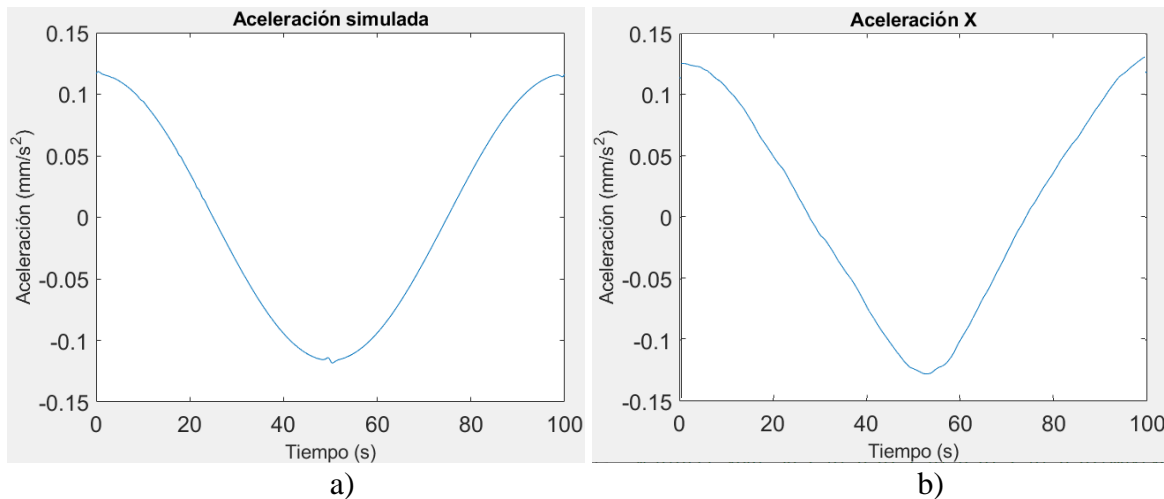 Aceleración simulada
0.15
0.1
0.05
0
-0.05
-0.1
-0.15
Aceleración (mm/s²)
0 20 40 60 80 100
Tiempo (s)
a)
Aceleración X
0.15
0.1
0.05
0
-0.05
-0.1
-0.15
Aceleración (mm/s²)
0 20 40 60 80 100
Tiempo (s)
b)